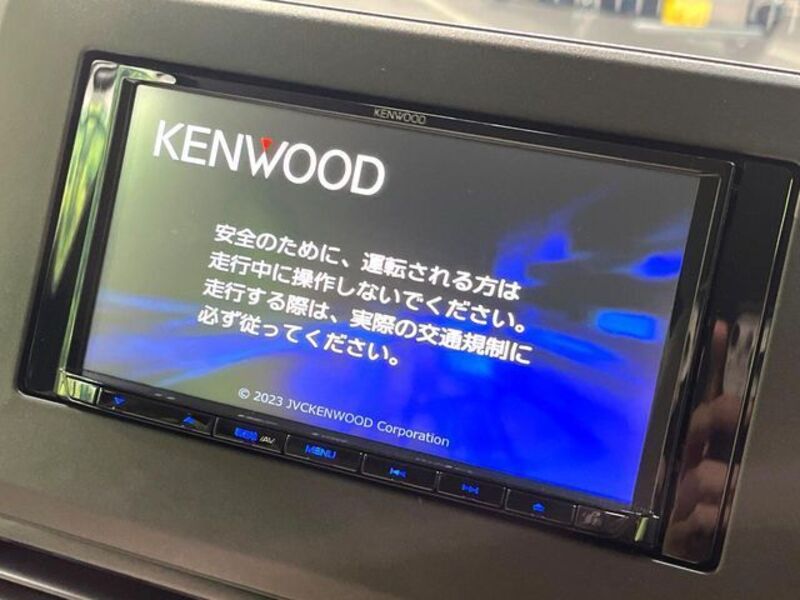 KENWOOD
KENWOOD
安全のために、運転される方は
走行中に操作しないでください。
走行する際は、実際の交通規制に
必ず従ってください。
© 2023 JVCKENWOOD Corporation
/AV
MENU